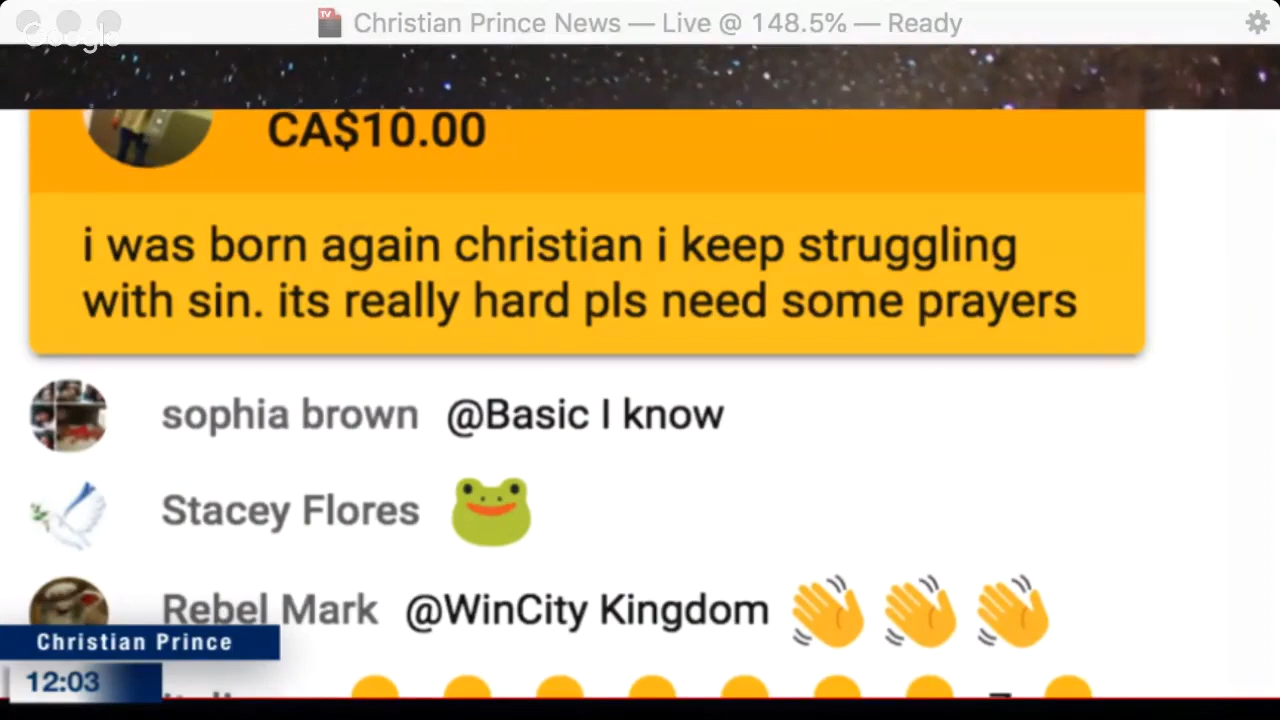 Google
TV Christian Prince News — Live @ 148.5% — Ready
CA$10.00
i was born again christian i keep struggling
with sin. its really hard pls need some prayers
sophia brown @Basic I know
Stacey Flores
Rebel Mark @WinCity Kingdom
Christian Prince
12:03